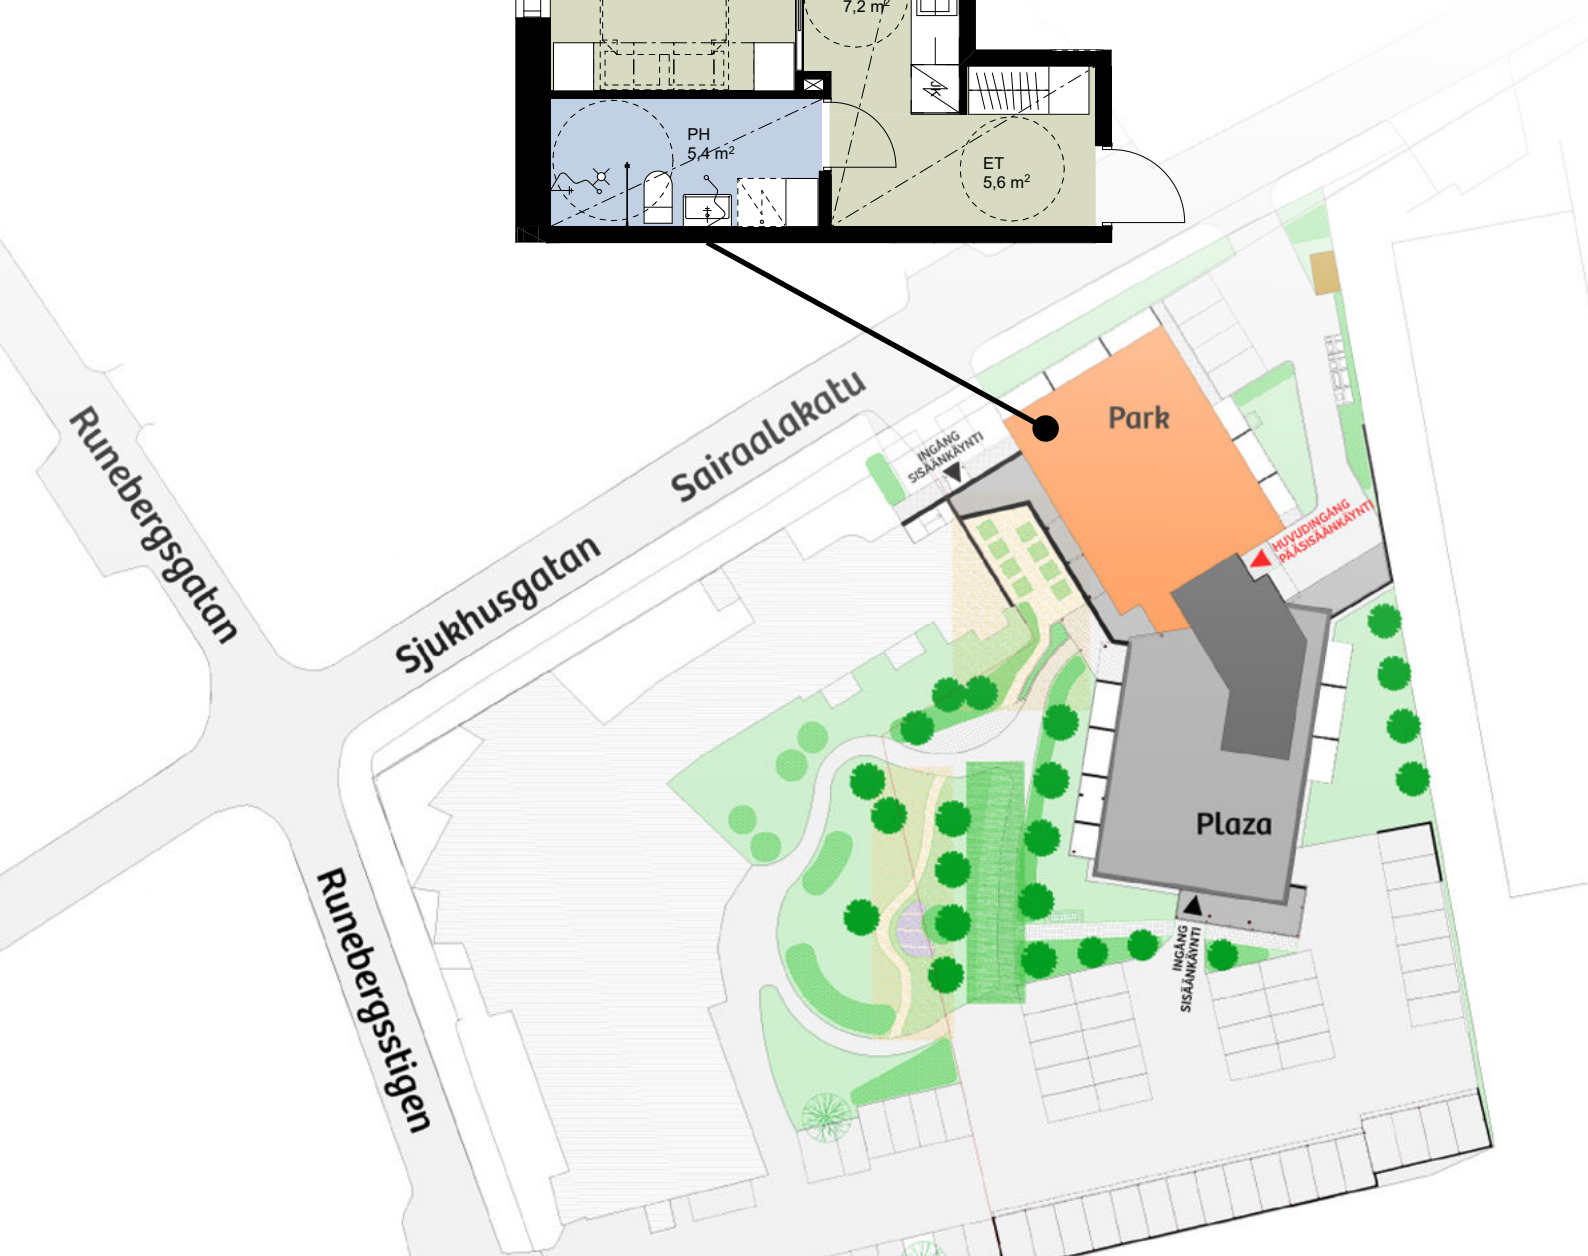 7,2 m²
PH
5,4 m²
ET
5,6 m²
Park
Sairaalakatu
INGÅNG
SISÄÄNKÄYNTI
HUVUDINGÅNG
PÄÄSISÄÄNKÄYNTI
Runebergsgatan
Sjukhusgatan
Plaza
Runebergsstigen
INGÅNG
SISÄÄNKÄYNTI